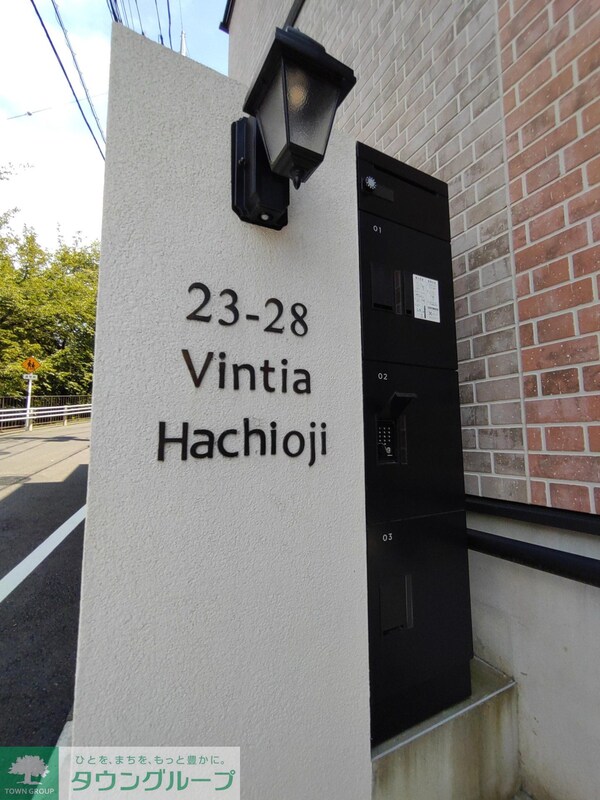 01
23-28
Vintia
Hachioji
02
03
ひとを、まちを、もっと豊かに。
タウングループ
TOWN GROUP